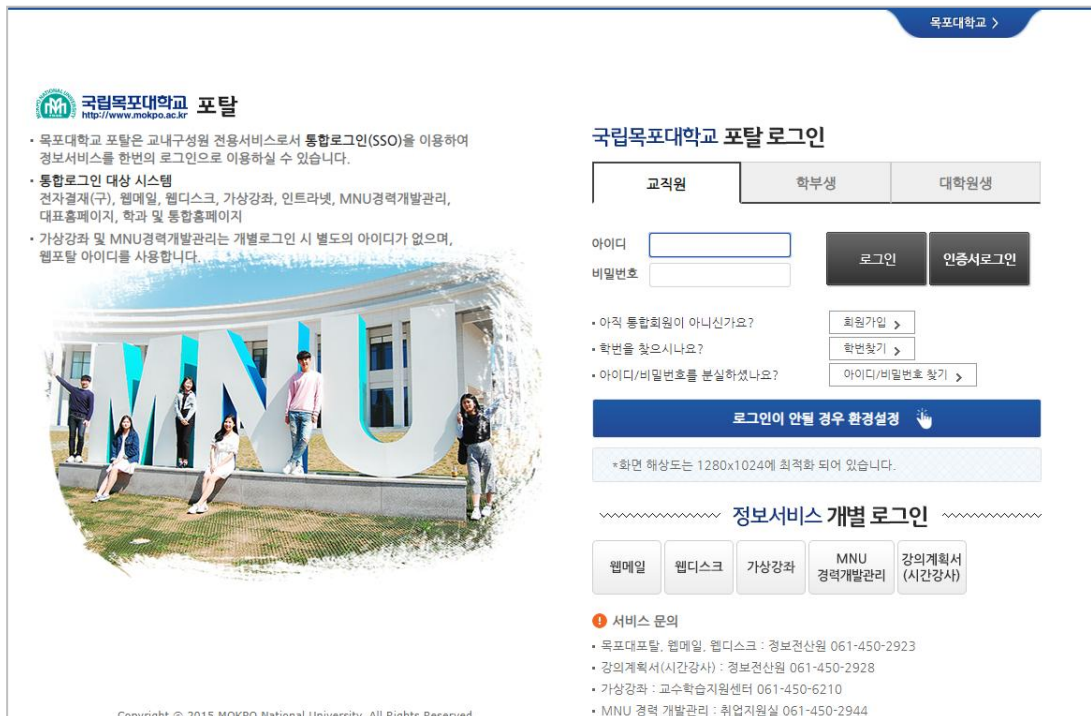 목포대학교 >
국립목포대학교 포탈
http://www.mokpo.ac.kr
목포대학교 포탈은 교내구성원 전용서비스로서 통합로그인(SSO)을 이용하여
정보서비스를 한번의 로그인으로 이용하실 수 있습니다.
통합로그인 대상 시스템
전자결재(구), 웹메일, 웹디스크, 가상강좌, 인트라넷, MNU경력개발관리,
대표홈페이지, 학과 및 통합홈페이지
가상강좌 및 MNU경력개발관리는 개별로그인 시 별도의 아이디가 없으며,
웹포탈 아이디를 사용합니다.
MNU
Copyright © 2015 MOKPO National University. All Rights Reserved
국립목포대학교 포탈 로그인
교직원 학부생 대학원생
아이디
비밀번호
로그인 인증서로그인
아직 통합회원이 아니신가요? 회원가입 >
학번을 찾으시나요? 학번찾기 >
아이디/비밀번호를 분실하셨나요? 아이디/비밀번호 찾기 >
로그인이 안될 경우 환경설정
*화면 해상도는 1280x1024에 최적화 되어 있습니다.
정보서비스 개별 로그인
웹메일 웹디스크 가상강좌 MNU 경력개발관리 강의계획서 (시간강사)
서비스 문의
목포대포탈, 웹메일, 웹디스크 : 정보전산원 061-450-2923
강의계획서(시간강사) : 정보전산원 061-450-2928
가상강좌 : 교수학습지원센터 061-450-6210
MNU 경력 개발관리 : 취업지원실 061-450-2944